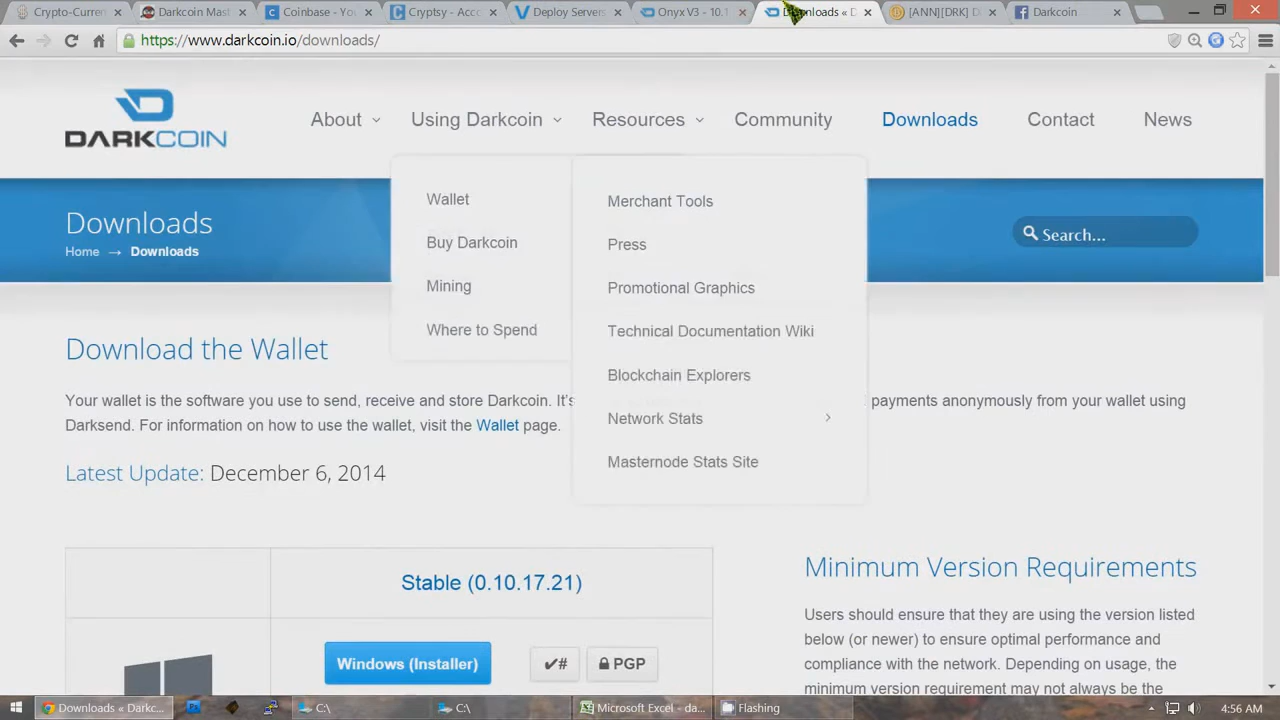 Crypto-Curren
Darkcoin Mast
Coinbase - You
Cryptsy - Acco
Deploy Servers
Onyx V3 - 10.1
Downloads « D
[ANN][DRK] D
Darkcoin
https://www.darkcoin.io/downloads/
DARKCOIN
About
Using Darkcoin
Resources
Community
Downloads
Contact
News
Wallet
Buy Darkcoin
Mining
Where to Spend
Merchant Tools
Press
Promotional Graphics
Technical Documentation Wiki
Blockchain Explorers
Network Stats
Masternode Stats Site
Downloads
Home → Downloads
Search...
Download the Wallet
Your wallet is the software you use to send, receive and store Darkcoin. It's payments anonymously from your wallet using
Darksend. For information on how to use the wallet, visit the Wallet page.
Latest Update: December 6, 2014
Stable (0.10.17.21)
Windows (Installer)
✔#
PGP
Minimum Version Requirements
Users should ensure that they are using the version listed
below (or newer) to ensure optimal performance and
compliance with the network. Depending on usage, the
minimum version requirement may not always be the
Downloads « Darkc...
C:\
C:\
Microsoft Excel - da...
Flashing
4:56 AM